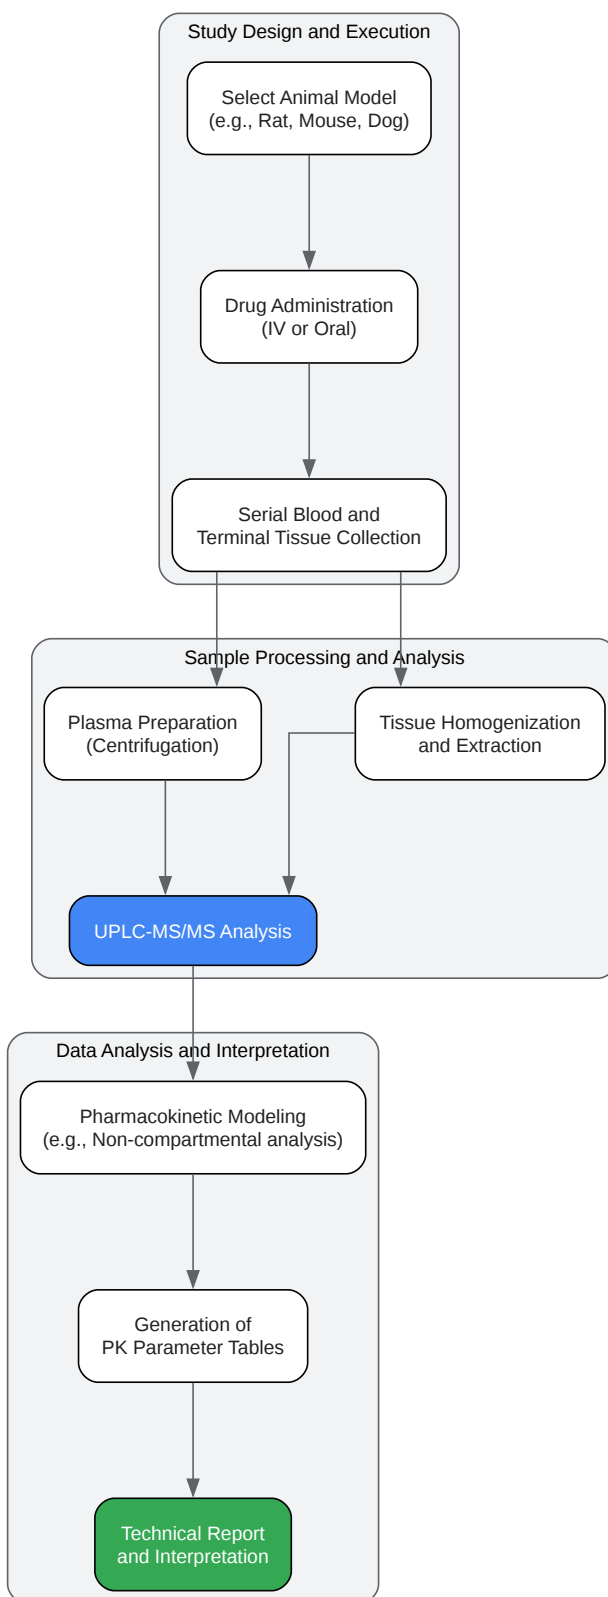 Study Design and Execution
Select Animal Model
(e.g., Rat, Mouse, Dog)
Drug Administration
(IV or Oral)
Serial Blood and
Terminal Tissue Collection
Sample Processing and Analysis
Plasma Preparation
(Centrifugation)
Tissue Homogenization
and Extraction
UPLC-MS/MS Analysis
Data Analysis and Interpretation
Pharmacokinetic Modeling
(e.g., Non-compartmental analysis)
Generation of
PK Parameter Tables
Technical Report
and Interpretation